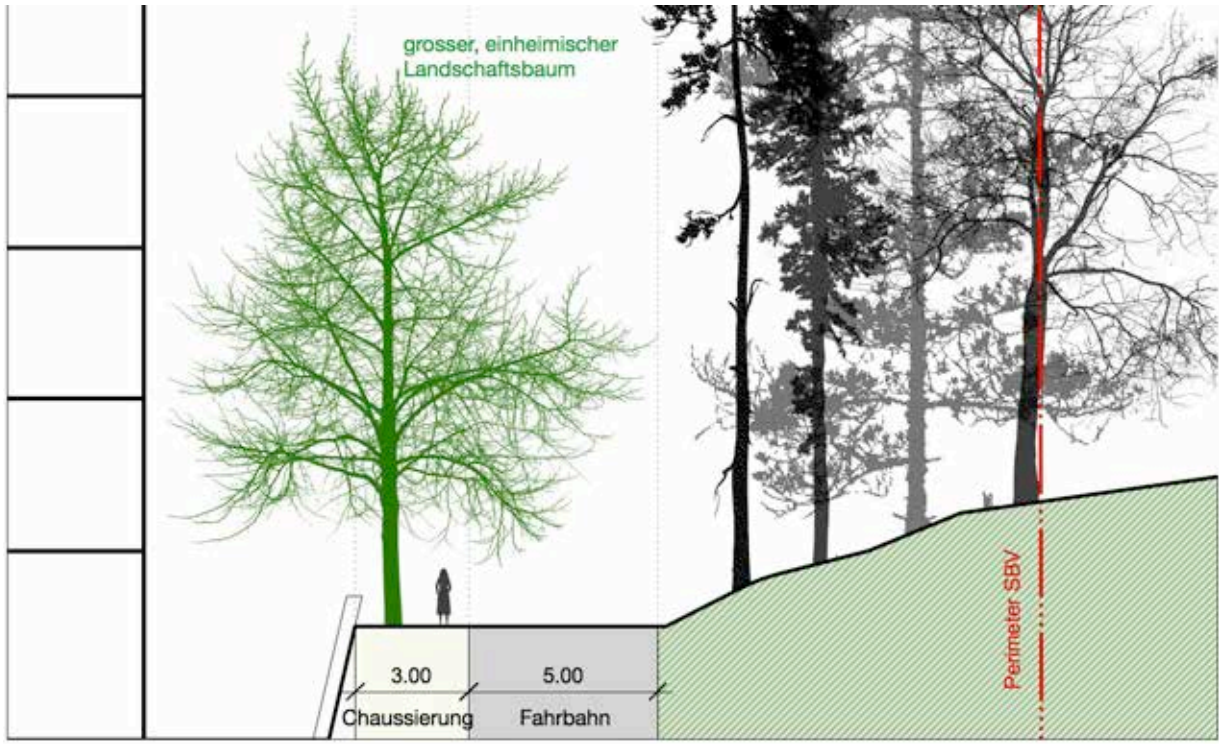 grosser, einheimischer
Landschaftsbaum
3.00
5.00
Chaussierung
Fahrbahn
Perimeter SBV